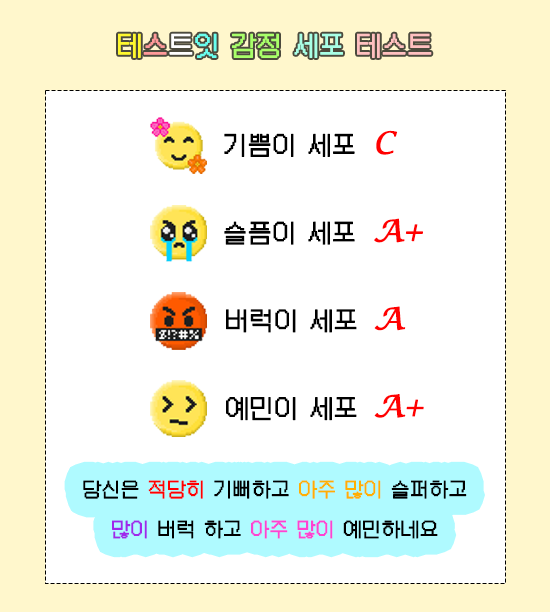 테스트잇 감정 세포 테스트
기쁨이 세포 C
슬픔이 세포 A+
버럭이 세포 A
&!?#%
예민이 세포 A+
당신은 적당히 기뻐하고 아주 많이 슬퍼하고
많이 버럭 하고 아주 많이 예민하네요